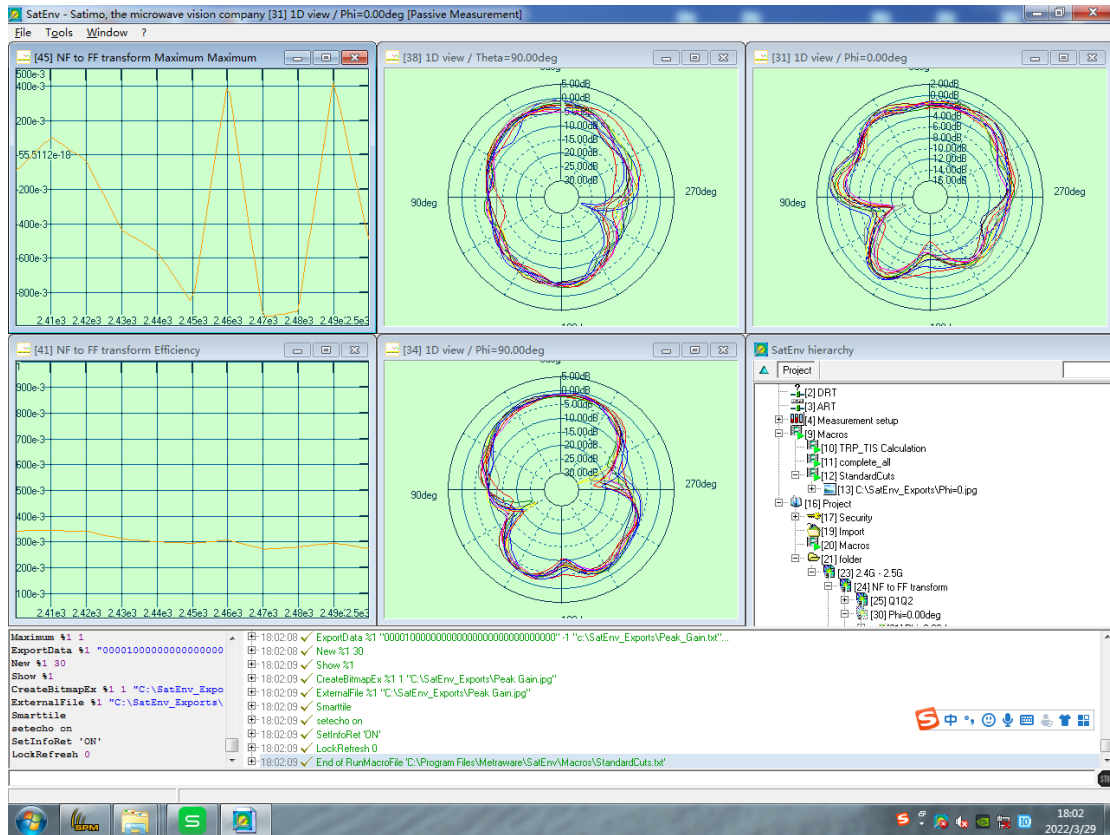 SatEnv - Satimo, the microwave vision company [31] 1D view / Phi=0.00deg [Passive Measurement]
File Tools Window ?
[45] NF to FF transform Maximum Maximum
500e-3
400e-3
200e-3
-55.5112e-18
-200e-3
-400e-3
-600e-3
-800e-3
2.41e3 2.42e3 2.43e3 2.44e3 2.45e3 2.46e3 2.47e3 2.48e3 2.49e3 2.5e3
[38] 1D view / Theta=90.00deg
5.00dB
0.00dB
-5.00dB
-10.00dB
-15.00dB
-20.00dB
-25.00dB
-30.00dB
90deg
270deg
[31] 1D view / Phi=0.00deg
2.00dB
0.00dB
-2.00dB
-4.00dB
-6.00dB
-8.00dB
-10.00dB
-12.00dB
-14.00dB
-16.00dB
90deg
270deg
[41] NF to FF transform Efficiency
1
900e-3
800e-3
700e-3
600e-3
500e-3
400e-3
300e-3
200e-3
100e-3
2.41e3 2.42e3 2.43e3 2.44e3 2.45e3 2.46e3 2.47e3 2.48e3 2.49e3 2.5e3
[34] 1D view / Phi=90.00deg
5.00dB
0.00dB
-5.00dB
-10.00dB
-15.00dB
-20.00dB
-25.00dB
-30.00dB
90deg
270deg
SatEnv hierarchy
Project
[2] DRT
[3] ART
[4] Measurement setup
[9] Macros
[10] TRP_TIS Calculation
[11] complete_all
[12] StandardCuts
[13] C:\SatEnv_Exports\Phi=0.jpg
[16] Project
[17] Security
[19] Import
[20] Macros
[21] folder
[23] 2.4G - 2.5G
[24] NF to FF transform
[25] Q1Q2
[30] Phi=0.00deg
Maximum %1 1
ExportData %1 "00001000000000000000
New %1 30
Show %1
CreateBitmapEx %1 1 "C:\SatEnv_Expo
ExternalFile %1 "C:\SatEnv_Exports\
Smarttile
setecho on
SetInfoRet 'ON'
LockRefresh 0
18:02:08 ExportData %1 "00001000000000000000000000000000" -1 "c:\SatEnv_Exports\Peak_Gain.txt"...
18:02:08 New %1 30
18:02:09 Show %1
18:02:09 CreateBitmapEx %1 1 "C:\SatEnv_Exports\Peak Gain.jpg"
18:02:09 ExternalFile %1 "C:\SatEnv_Exports\Peak Gain.jpg"
18:02:09 Smarttile
18:02:09 setecho on
18:02:09 SetInfoRet 'ON'
18:02:09 LockRefresh 0
18:02:09 End of RunMacroFile 'C:\Program Files\Metraware\SatEnv\Macros\StandardCuts.txt'
中
SPM
18:02
2022/3/29